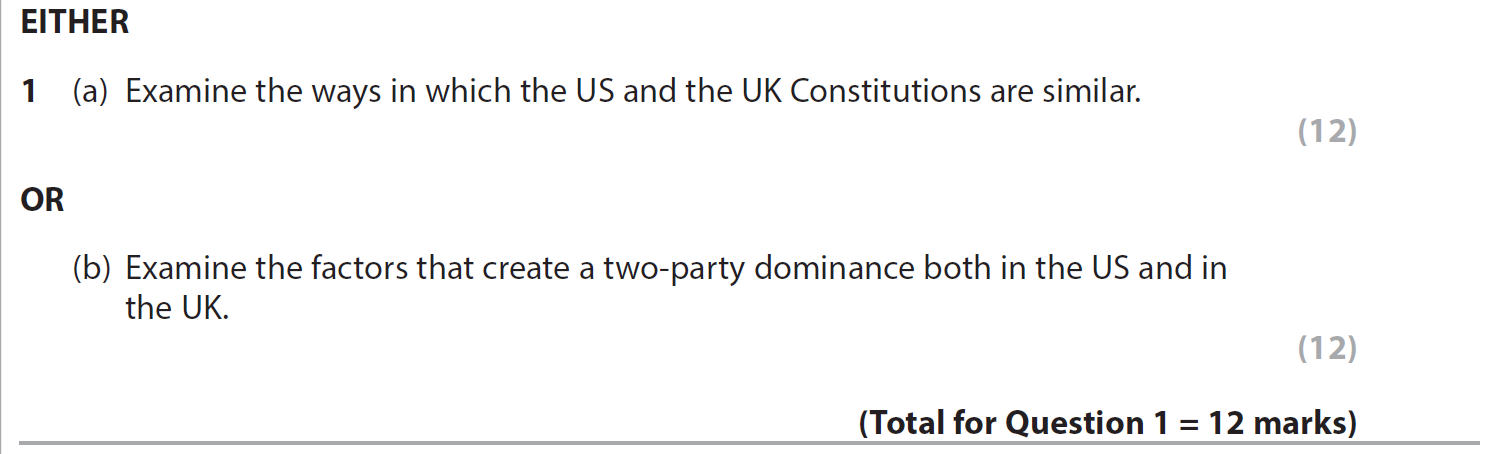 EITHER
1 (a) Examine the ways in which the US and the UK Constitutions are similar.
(12)
OR
(b) Examine the factors that create a two-party dominance both in the US and in
the UK.
(12)
(Total for Question 1 = 12 marks)